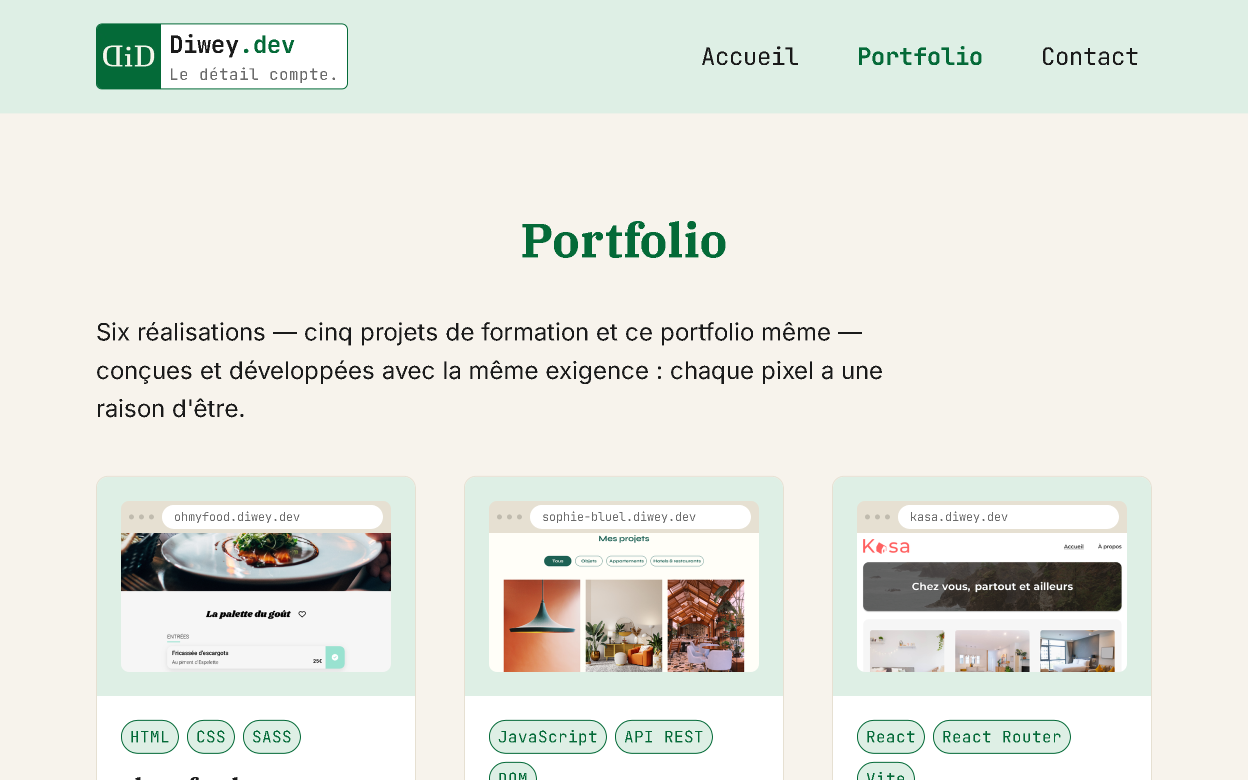 DiD
Diwey.dev
Le détail compte.
Accueil
Portfolio
Contact
Portfolio
Six réalisations — cinq projets de formation et ce portfolio même —
conçues et développées avec la même exigence : chaque pixel a une
raison d'être.
ohmyfood.diwey.dev
La palette du goût
ENTRÉES
Fricassée d'escargots
Au piment d'Espelette
25€
HTML
CSS
SASS
sophie-bluel.diwey.dev
Mes projets
Tous
Objets
Appartements
Hotels & restaurants
JavaScript
API REST
DOM
kasa.diwey.dev
Kasa
Accueil
À propos
Chez vous, partout et ailleurs
React
React Router
Vite